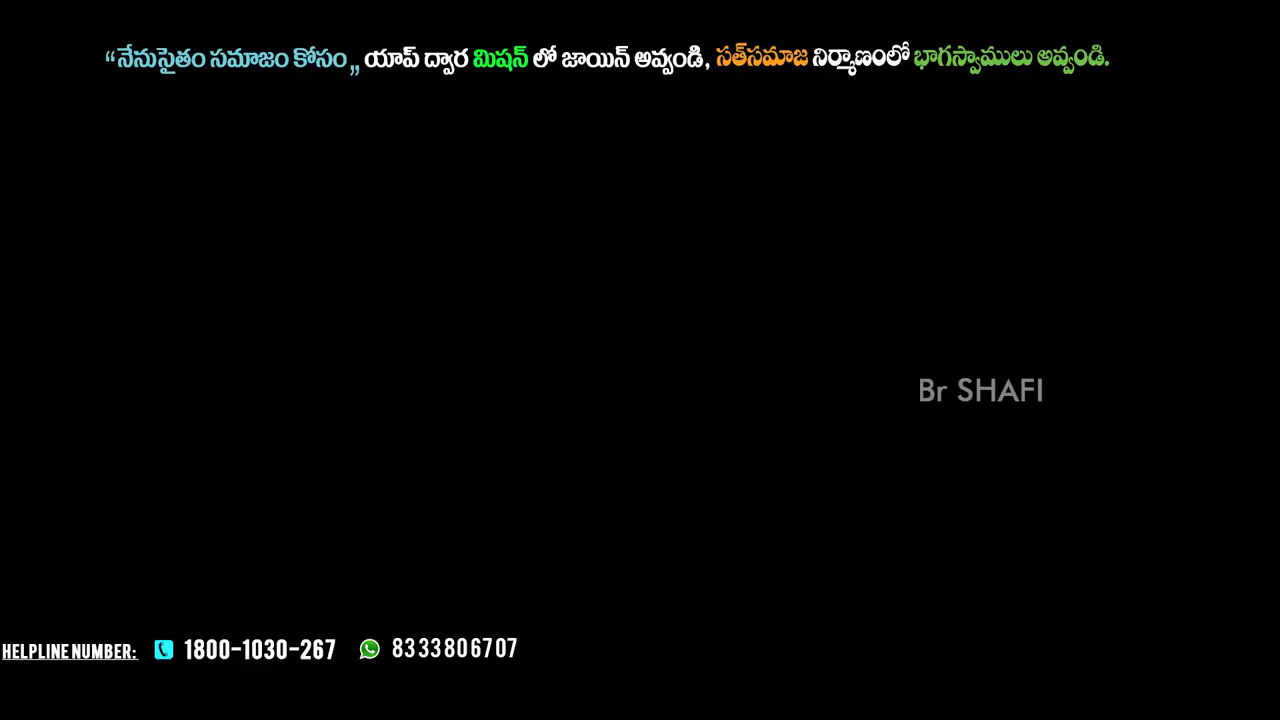 “నేనుసైతం సమాజం కోసం„ యాప్ ద్వార మిషన్ లో జాయిన్ అవ్వండి, సత్‌సమాజ నిర్మాణంలో భాగస్వాములు అవ్వండి.
Br SHAFI
HELPLINE NUMBER: 1800-1030-267 8333806707